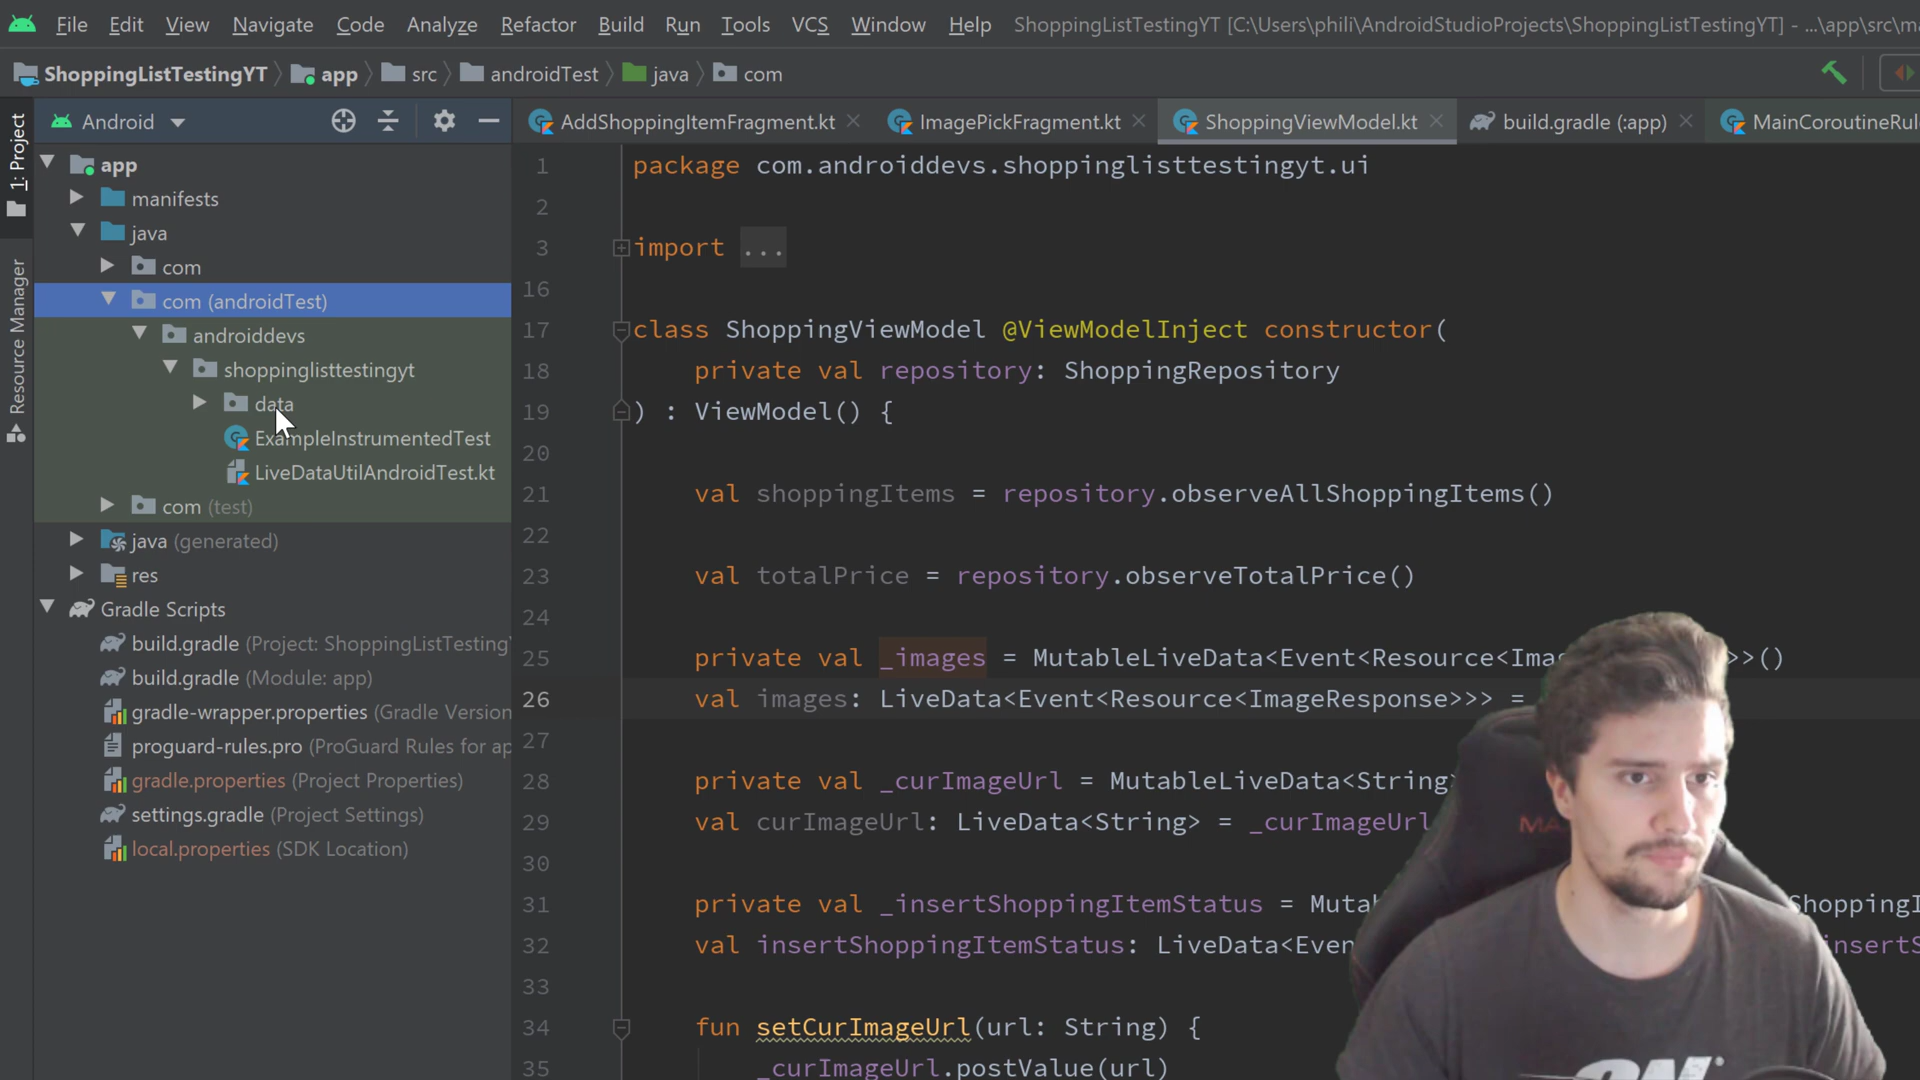 File Edit View Navigate Code Analyze Refactor Build Run Tools VCS Window Help ShoppingListTestingYT [C:\Users\phili\AndroidStudioProjects\ShoppingListTestingYT] - ...\app\src\ma
ShoppingListTestingYT app src androidTest java com
1: Project
Resource Manager
Android
app
manifests
java
com
com (androidTest)
androiddevs
shoppinglisttestingyt
data
ExampleInstrumentedTest
LiveDataUtilAndroidTest.kt
com (test)
java (generated)
res
Gradle Scripts
build.gradle (Project: ShoppingListTesting
build.gradle (Module: app)
gradle-wrapper.properties (Gradle Version
proguard-rules.pro (ProGuard Rules for ap
gradle.properties (Project Properties)
settings.gradle (Project Settings)
local.properties (SDK Location)
AddShoppingItemFragment.kt ImagePickFragment.kt ShoppingViewModel.kt build.gradle (:app) MainCoroutineRul
1 package com.androiddevs.shoppinglisttestingyt.ui
2
3 import ...
16
17 class ShoppingViewModel @ViewModelInject constructor(
18 private val repository: ShoppingRepository
19 ) : ViewModel() {
20
21 val shoppingItems = repository.observeAllShoppingItems()
22
23 val totalPrice = repository.observeTotalPrice()
24
25 private val _images = MutableLiveData<Event<Resource<Ima >>()
26 val images: LiveData<Event<Resource<ImageResponse>>> =
27
28 private val _curImageUrl = MutableLiveData<String>
29 val curImageUrl: LiveData<String> = _curImageUrl
30
31 private val _insertShoppingItemStatus = Muta ShoppingI
32 val insertShoppingItemStatus: LiveData<Even insertS
33
34 fun setCurImageUrl(url: String) {
35 _curImageUrl.postValue(url)